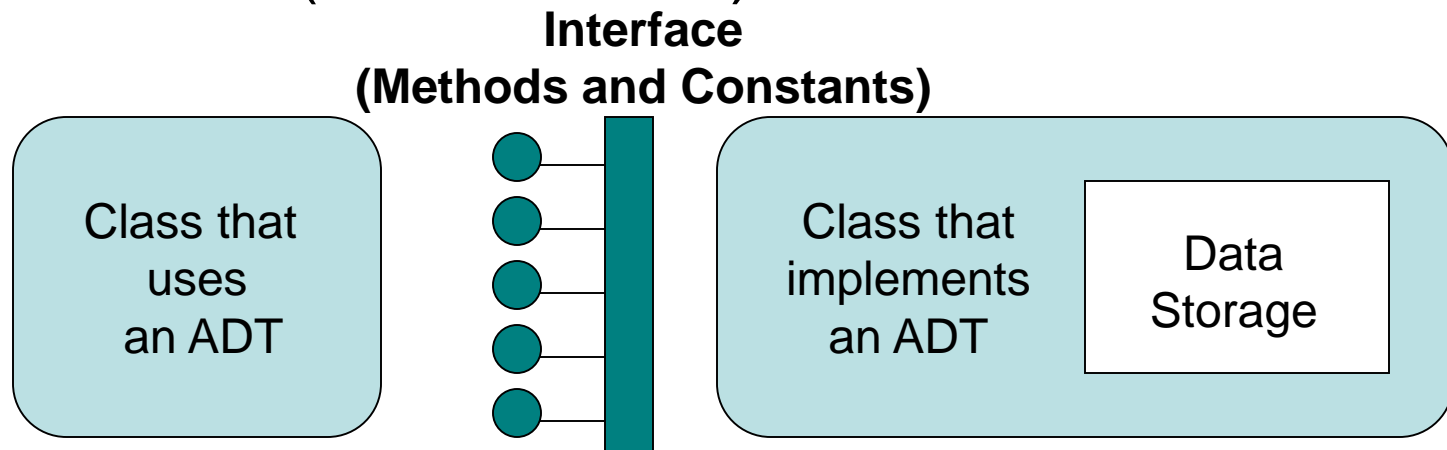 Interface
(Methods and Constants)
Class that
uses
an ADT
Class that
implements
an ADT
Data
Storage